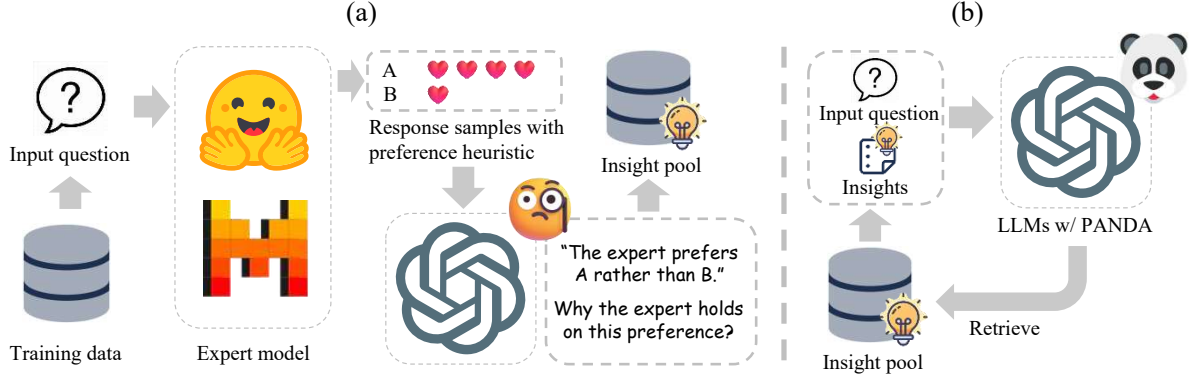 (a)
?
Input question
Training data
Expert model
A
B
Response samples with
preference heuristic
Insight pool
“The expert prefers
A rather than B.”
Why the expert holds
on this preference?
(b)
?
Input question
Insights
LLMs w/ PANDA
Retrieve
Insight pool